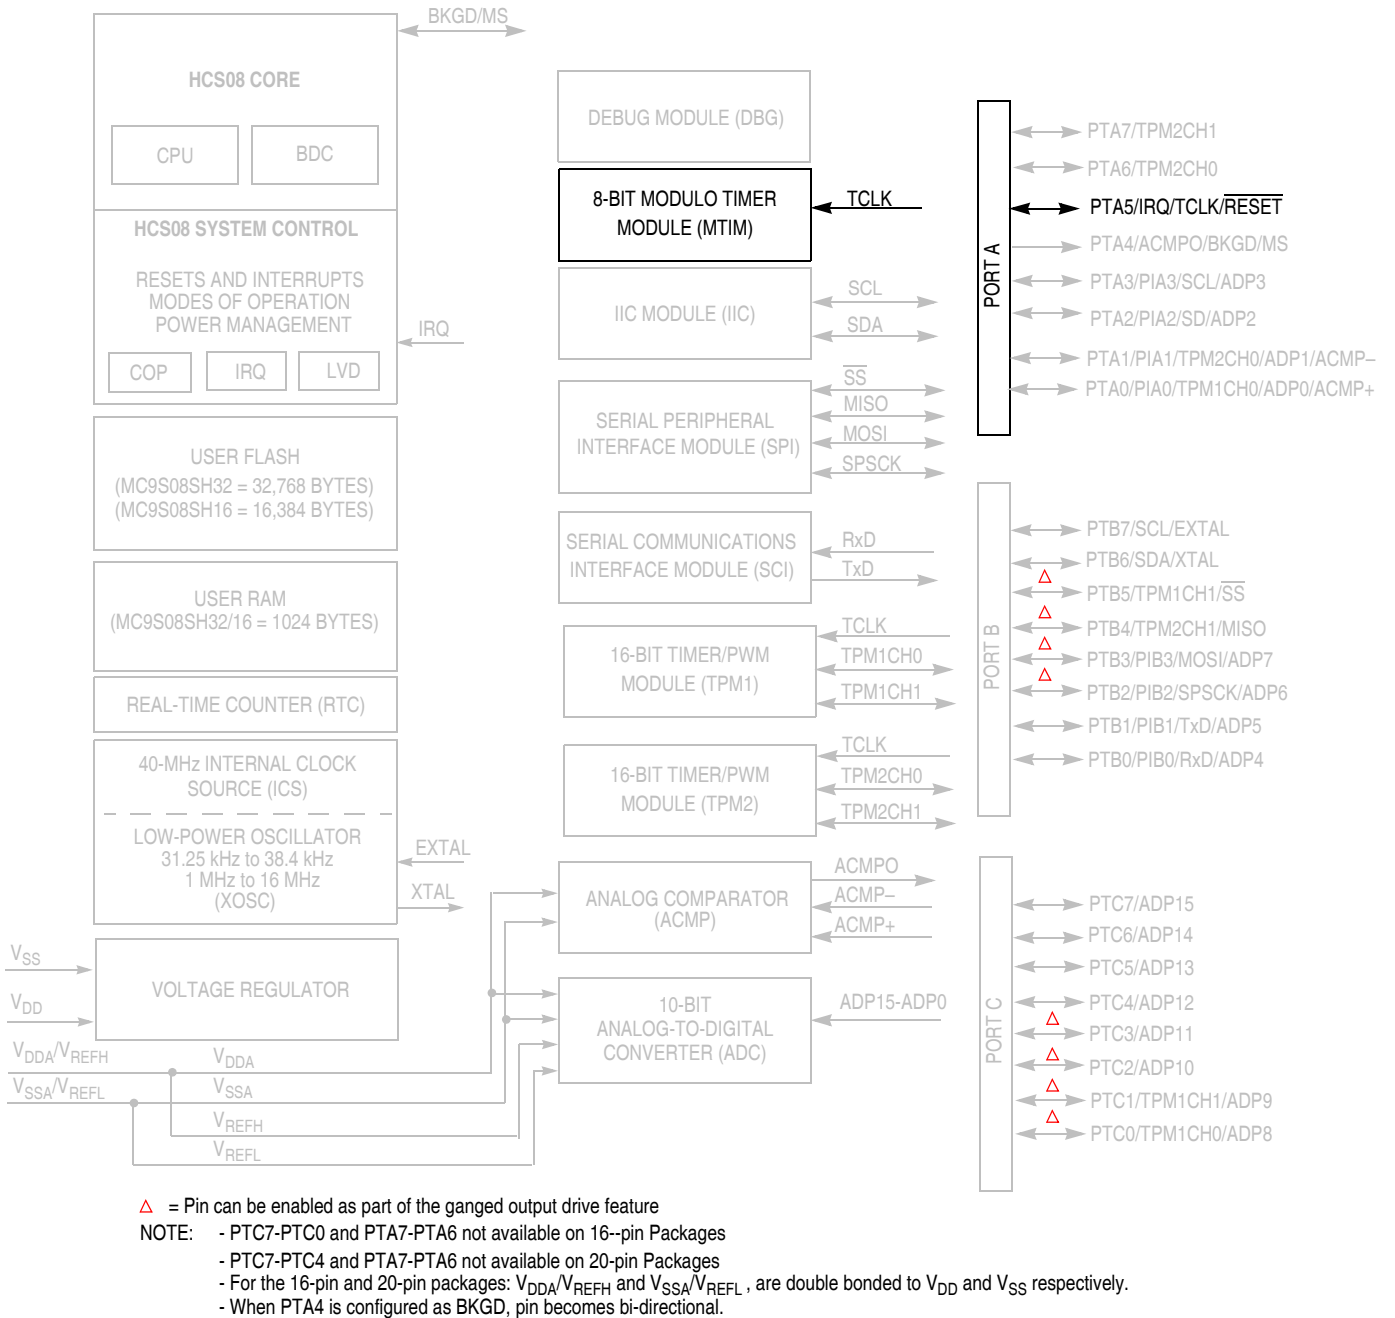 BKGD/MS
HCS08 CORE
CPU
BDC
HCS08 SYSTEM CONTROL
RESETS AND INTERRUPTS
MODES OF OPERATION
POWER MANAGEMENT
IRQ
COP
IRQ
LVD
USER FLASH
(MC9S08SH32 = 32,768 BYTES)
(MC9S08SH16 = 16,384 BYTES)
USER RAM
(MC9S08SH32/16 = 1024 BYTES)
REAL-TIME COUNTER (RTC)
40-MHz INTERNAL CLOCK
SOURCE (ICS)
LOW-POWER OSCILLATOR
31.25 kHz to 38.4 kHz
1 MHz to 16 MHz
(XOSC)
EXTAL
XTAL
VSS
VDD
VOLTAGE REGULATOR
VDDA/VREFH
VSSA/VREFL
VDDA
VSSA
VREFH
VREFL
DEBUG MODULE (DBG)
8-BIT MODULO TIMER
MODULE (MTIM)
TCLK
IIC MODULE (IIC)
SCL
SDA
SERIAL PERIPHERAL
INTERFACE MODULE (SPI)
SS
MISO
MOSI
SPSCK
SERIAL COMMUNICATIONS
INTERFACE MODULE (SCI)
RxD
TxD
16-BIT TIMER/PWM
MODULE (TPM1)
TCLK
TPM1CH0
TPM1CH1
16-BIT TIMER/PWM
MODULE (TPM2)
TCLK
TPM2CH0
TPM2CH1
ANALOG COMPARATOR
(ACMP)
ACMPO
ACMP–
ACMP+
10-BIT
ANALOG-TO-DIGITAL
CONVERTER (ADC)
ADP15-ADP0
PORT A
PTA7/TPM2CH1
PTA6/TPM2CH0
PTA5/IRQ/TCLK/RESET
PTA4/ACMPO/BKGD/MS
PTA3/PIA3/SCL/ADP3
PTA2/PIA2/SD/ADP2
PTA1/PIA1/TPM2CH0/ADP1/ACMP–
PTA0/PIA0/TPM1CH0/ADP0/ACMP+
PORT B
PTB7/SCL/EXTAL
PTB6/SDA/XTAL
PTB5/TPM1CH1/SS
PTB4/TPM2CH1/MISO
PTB3/PIB3/MOSI/ADP7
PTB2/PIB2/SPSCK/ADP6
PTB1/PIB1/TxD/ADP5
PTB0/PIB0/RxD/ADP4
PORT C
PTC7/ADP15
PTC6/ADP14
PTC5/ADP13
PTC4/ADP12
PTC3/ADP11
PTC2/ADP10
PTC1/TPM1CH1/ADP9
PTC0/TPM1CH0/ADP8
Δ = Pin can be enabled as part of the ganged output drive feature
NOTE: - PTC7-PTC0 and PTA7-PTA6 not available on 16--pin Packages
- PTC7-PTC4 and PTA7-PTA6 not available on 20-pin Packages
- For the 16-pin and 20-pin packages: VDDA/VREFH and VSSA/VREFL , are double bonded to VDD and VSS respectively.
- When PTA4 is configured as BKGD, pin becomes bi-directional.